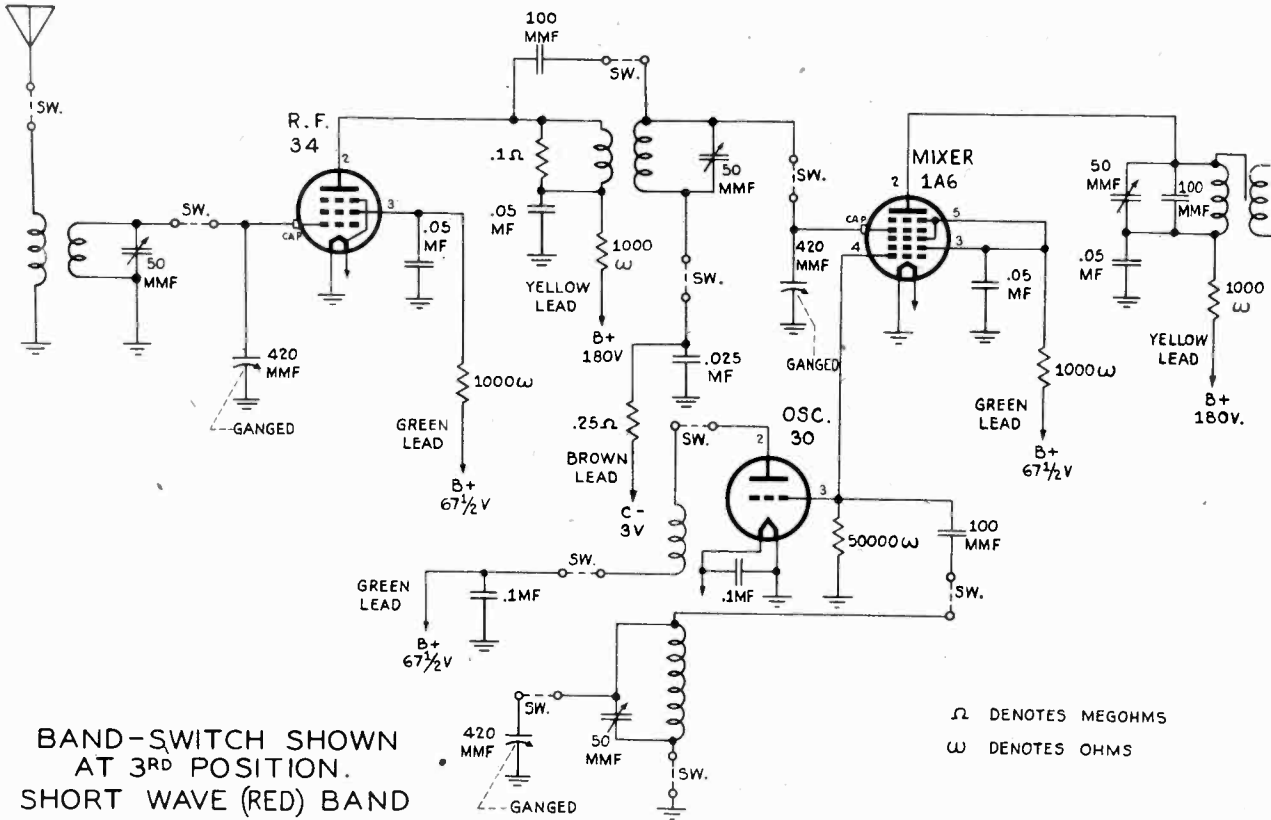 100
MMF
SW.
SW.
R.F.
34
2
.1Ω
50
MMF
MIXER
1A6
2
SW.
50
MMF
100
MMF
SW.
3
CAP
.05
MF
.05
MF
CAP
5
4
3
420
MMF
50
MMF
1000
ω
YELLOW
LEAD
B+
180V
SW.
.05
MF
.05
MF
1000
ω
YELLOW
LEAD
B+
180V.
420
MMF
GANGED
1000ω
GREEN
LEAD
B+
67½V
.025
MF
GANGED
1000ω
GREEN
LEAD
B+
67½V
.25Ω
BROWN
LEAD
C-
3V
SW.
OSC.
30
2
3
50000ω
100
MMF
SW.
GREEN
LEAD
B+
67½V
SW.
.1MF
.1MF
SW.
420
MMF
GANGED
50
MMF
SW.
Ω DENOTES MEGOHMS
ω DENOTES OHMS
BAND-SWITCH SHOWN
AT 3RD POSITION.
SHORT WAVE (RED) BAND